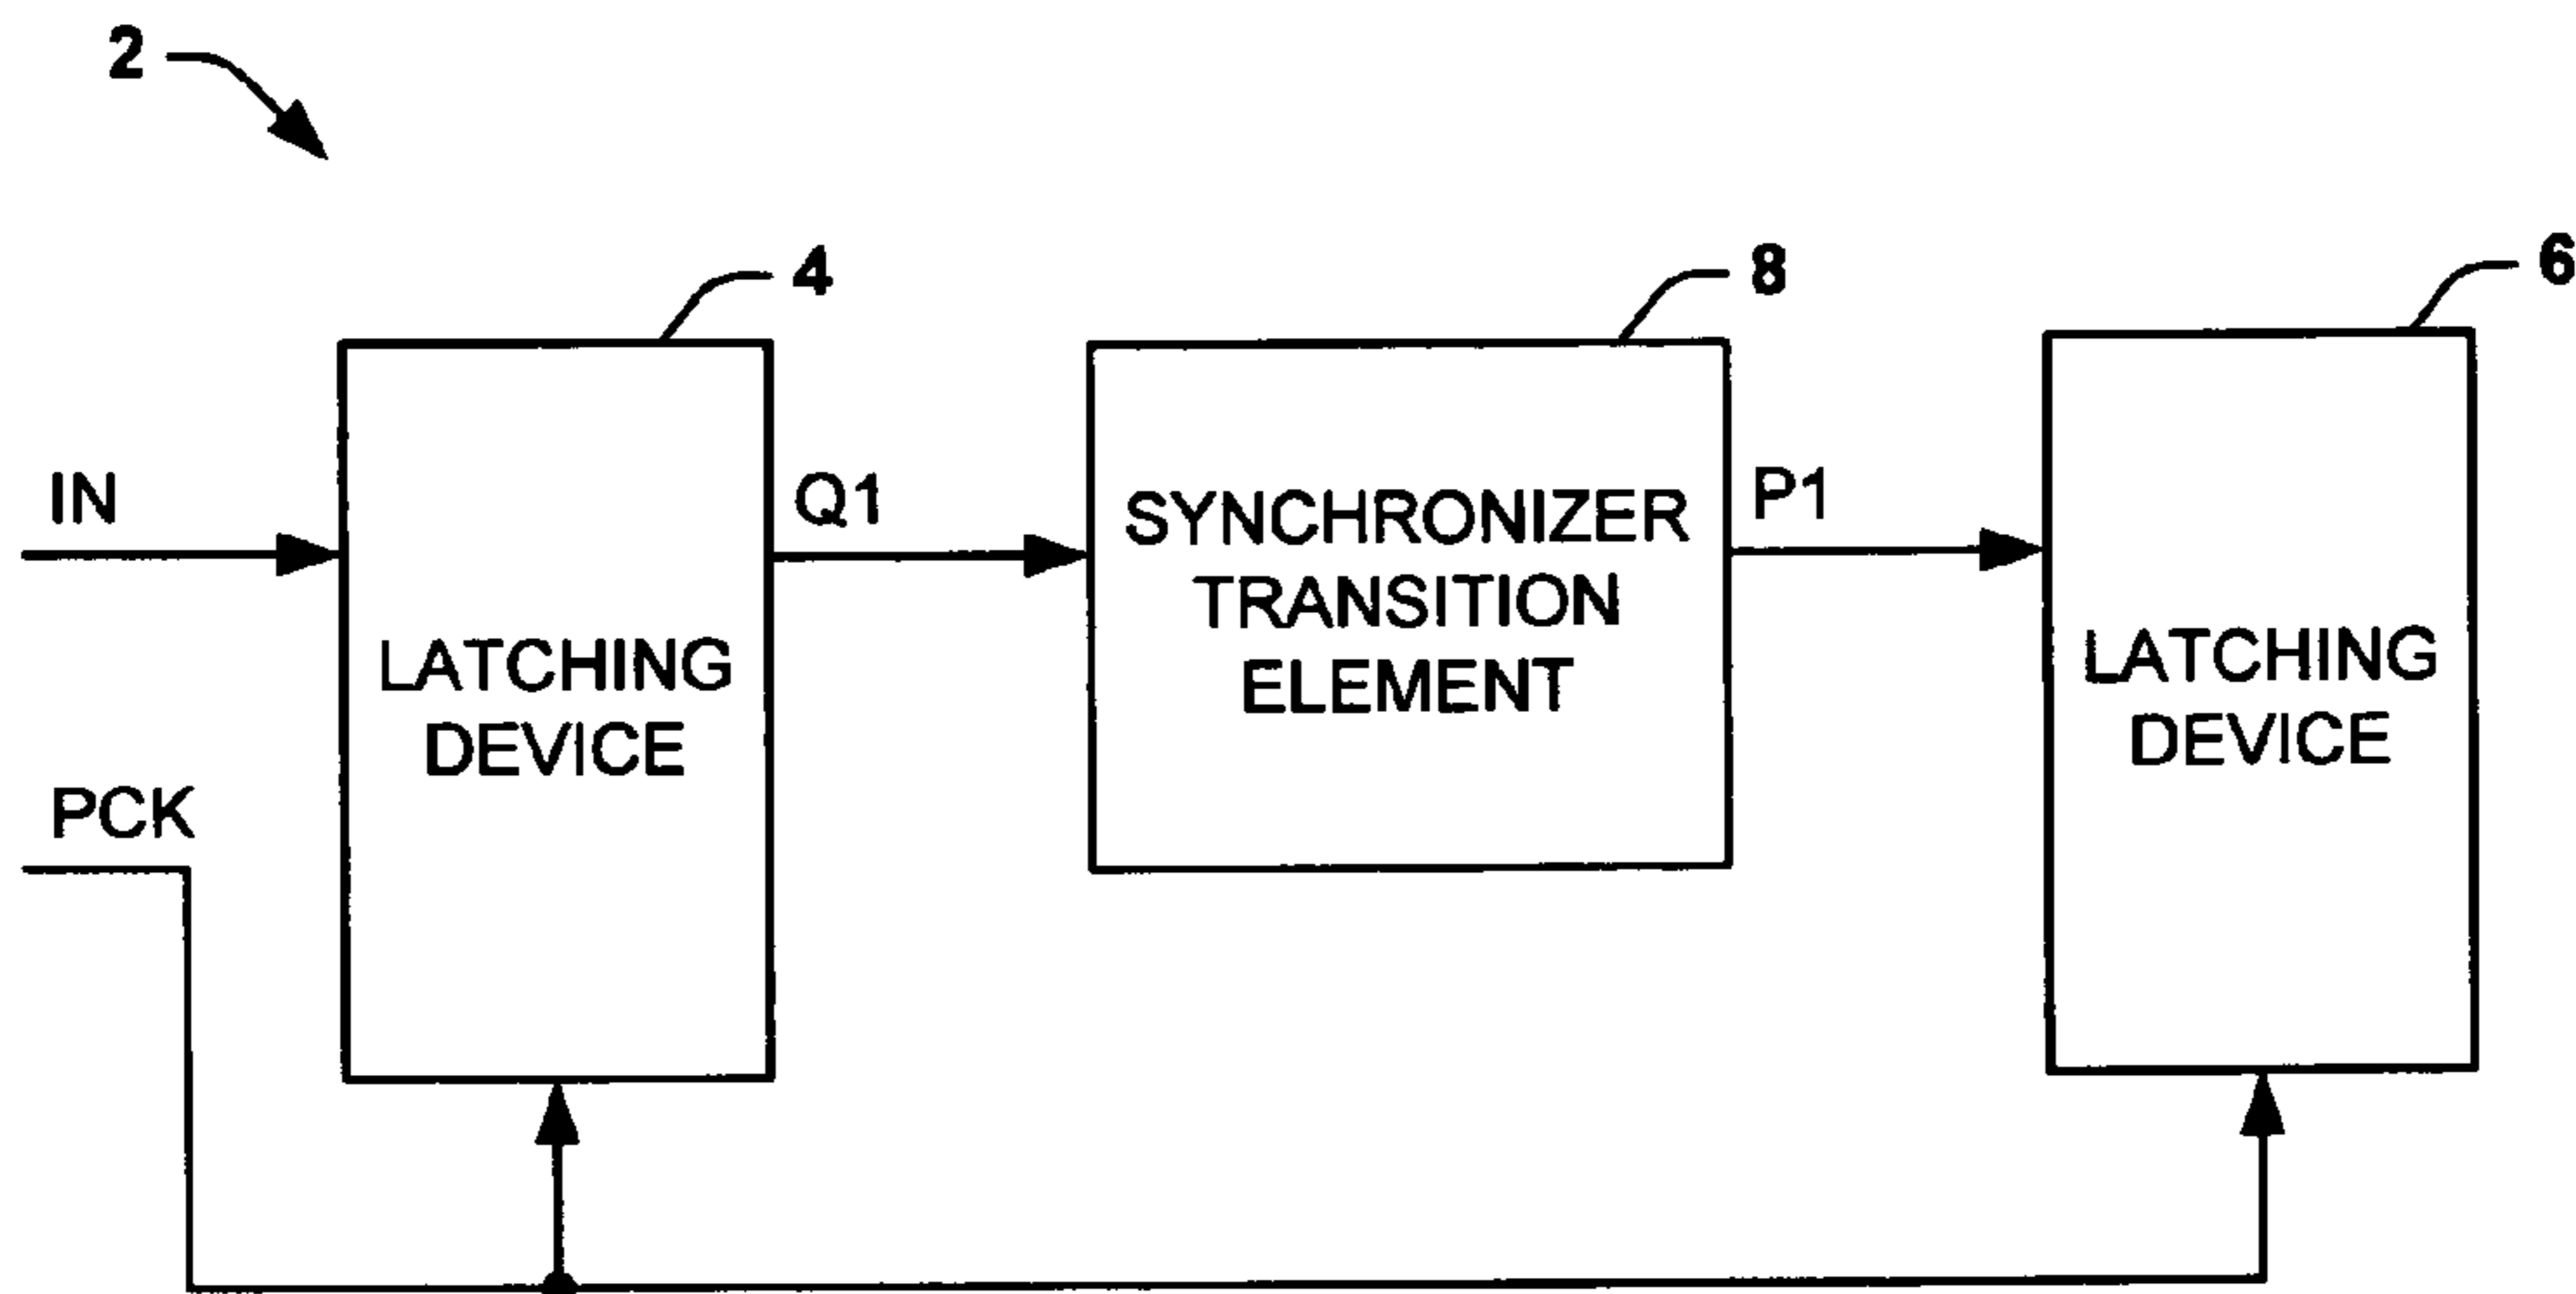 2
4
8
6
IN
Q1
P1
SYNCHRONIZER
TRANSITION
ELEMENT
LATCHING
DEVICE
LATCHING
DEVICE
PCK